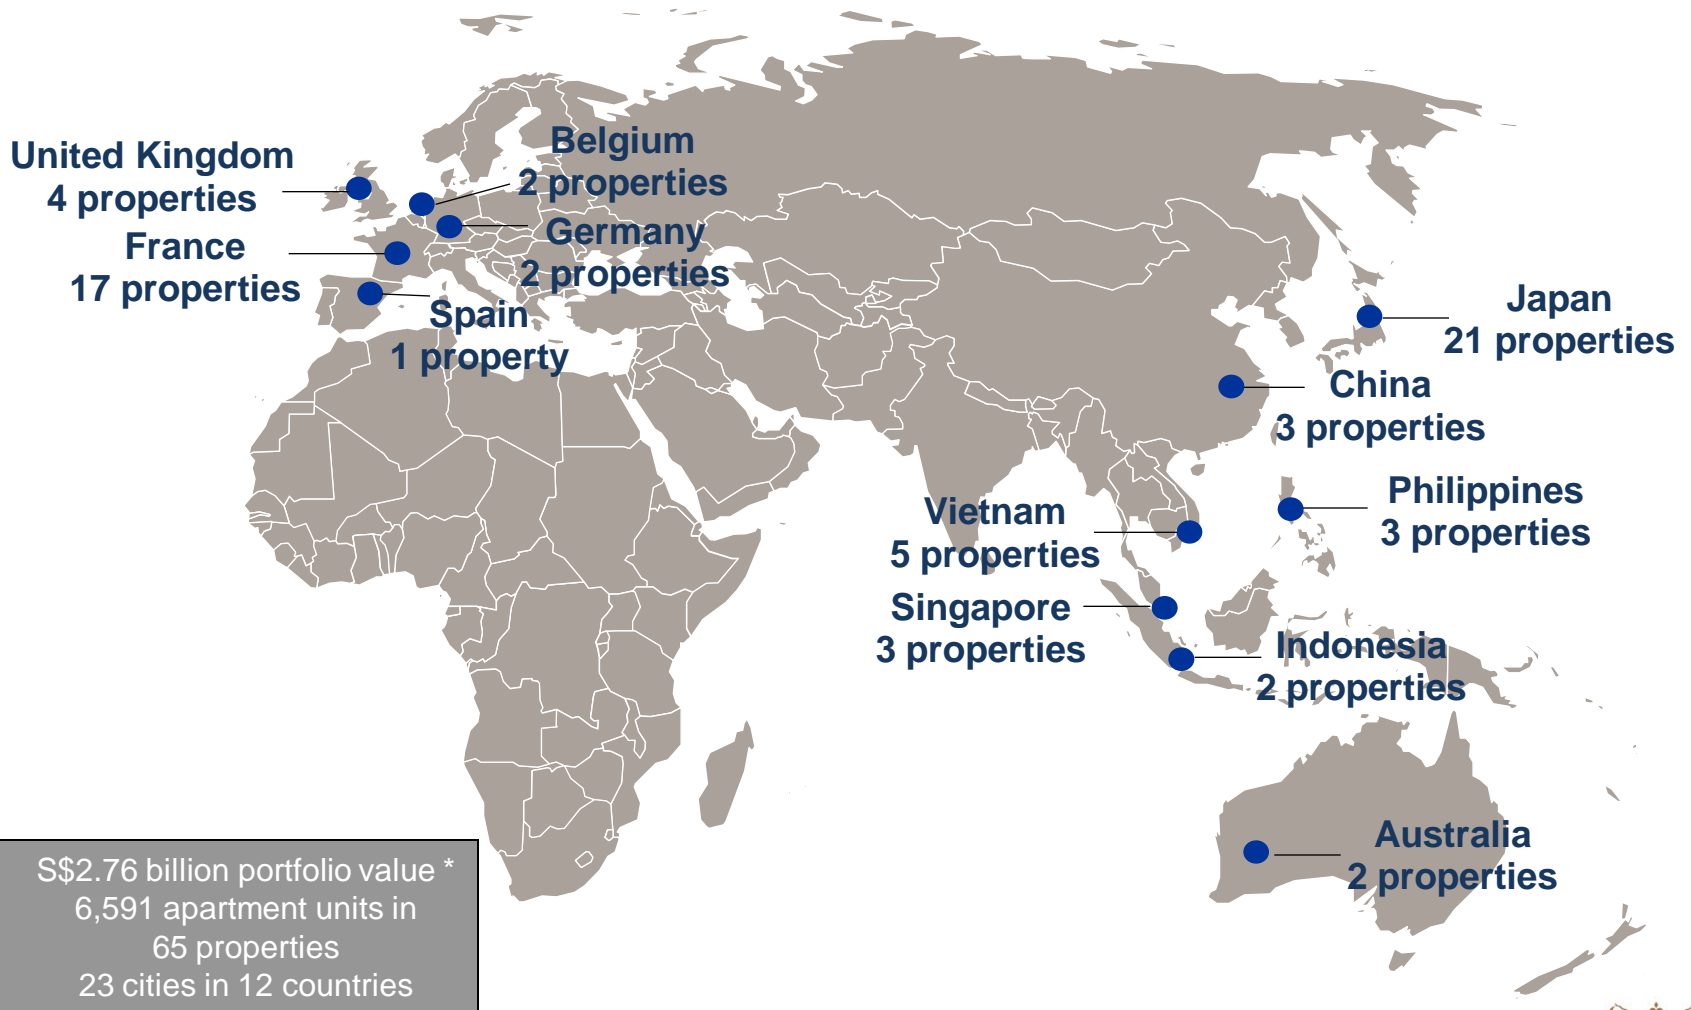 United Kingdom
4 properties
Belgium
2 properties
France
17 properties
Germany
2 properties
Spain
1 property
Japan
21 properties
China
3 properties
Philippines
3 properties
Vietnam
5 properties
Singapore
3 properties
Indonesia
2 properties
Australia
2 properties
S$2.76 billion portfolio value *
6,591 apartment units in
65 properties
23 cities in 12 countries